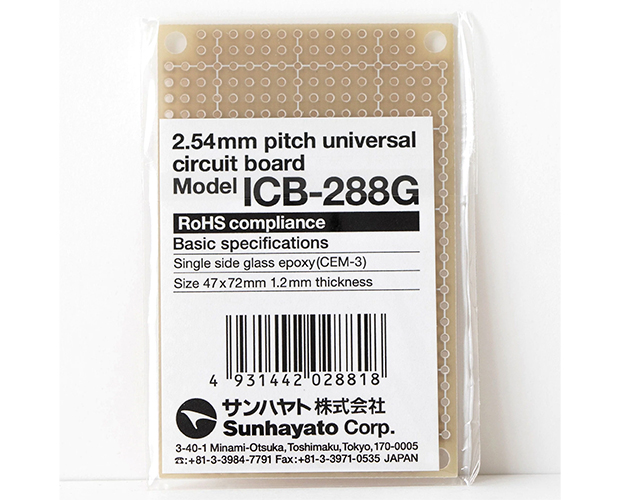 2.54mm pitch universal
circuit board
Model ICB-288G
RoHS compliance
Basic specifications
Single side glass epoxy(CEM-3)
Size 47x72mm 1.2mm thickness
4 931442 028818
サンハヤト株式会社
Sunhayato Corp.
3-40-1 Minami-Otsuka,Toshimaku,Tokyo,170-0005
☎:+81-3-3984-7791 Fax:+81-3-3971-0535 JAPAN